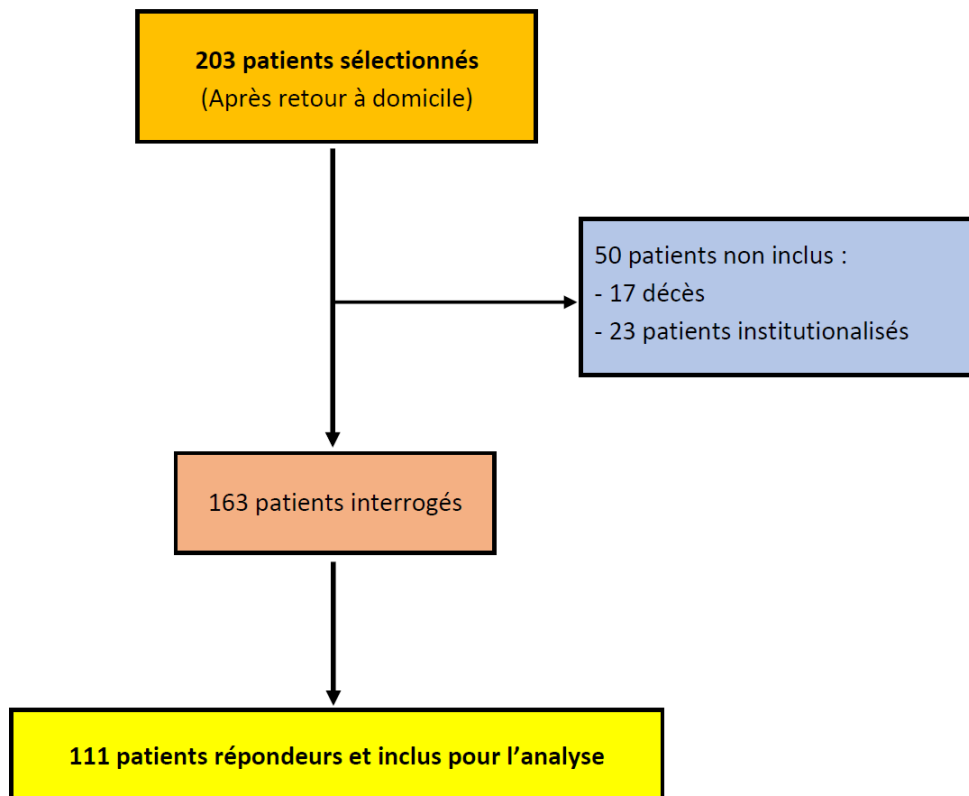 203 patients sélectionnés
(Après retour à domicile)
50 patients non inclus :
- 17 décès
- 23 patients institutionalisés
163 patients interrogés
111 patients répondeurs et inclus pour l’analyse